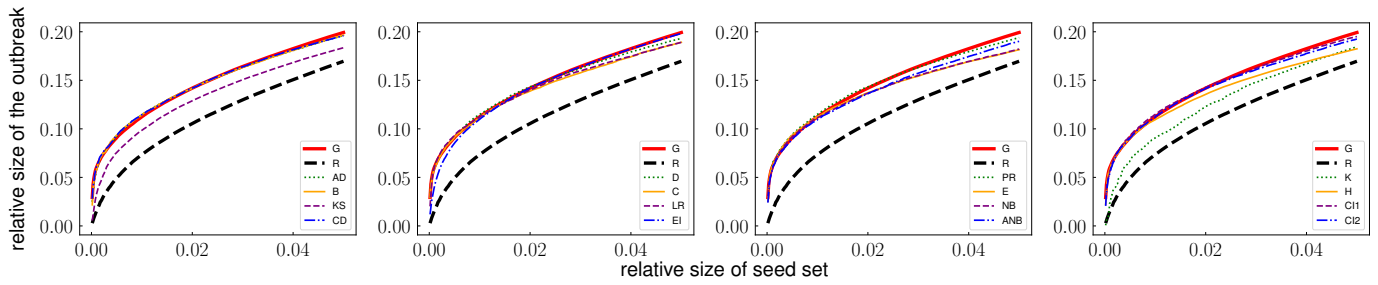 relative size of the outbreak
0.20
0.15
0.10
0.05
0.00
0.00 0.02 0.04
G
R
AD
B
KS
CD
0.20
0.15
0.10
0.05
0.00
0.00 0.02 0.04
G
R
D
C
LR
EI
0.20
0.15
0.10
0.05
0.00
0.00 0.02 0.04
G
R
PR
E
NB
ANB
0.20
0.15
0.10
0.05
0.00
0.00 0.02 0.04
G
R
K
H
CI1
CI2
relative size of seed set